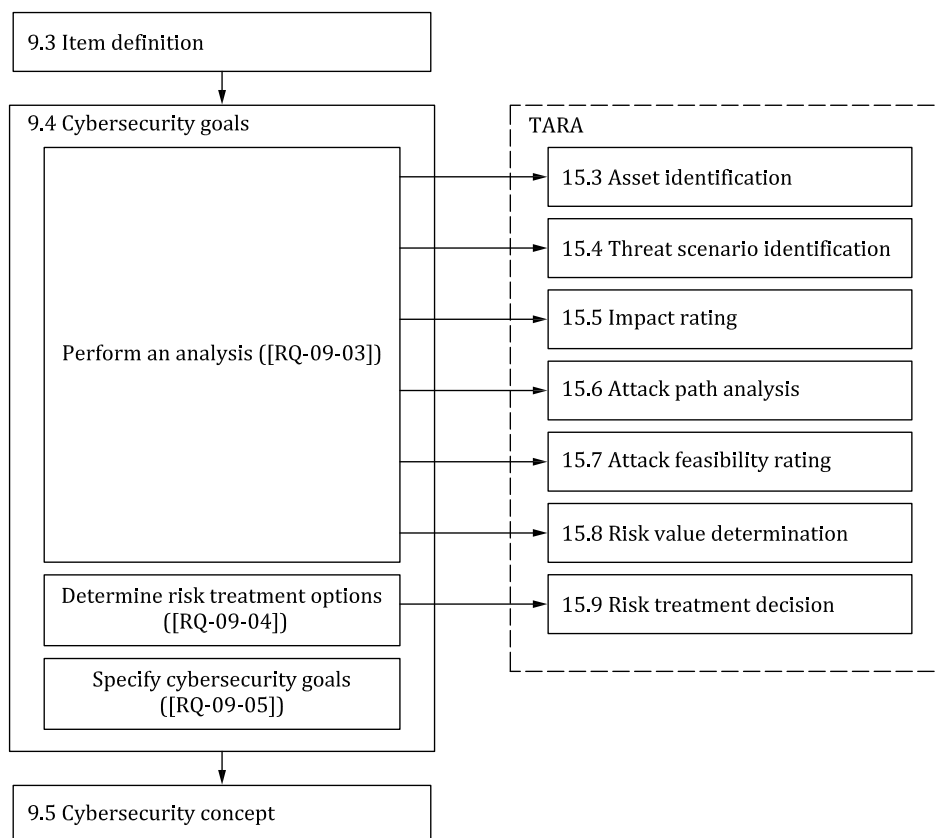 9.3 Item definition
9.4 Cybersecurity goals
Perform an analysis ([RQ-09-03])
Determine risk treatment options
([RQ-09-04])
Specify cybersecurity goals
([RQ-09-05])
TARA
15.3 Asset identification
15.4 Threat scenario identification
15.5 Impact rating
15.6 Attack path analysis
15.7 Attack feasibility rating
15.8 Risk value determination
15.9 Risk treatment decision
9.5 Cybersecurity concept